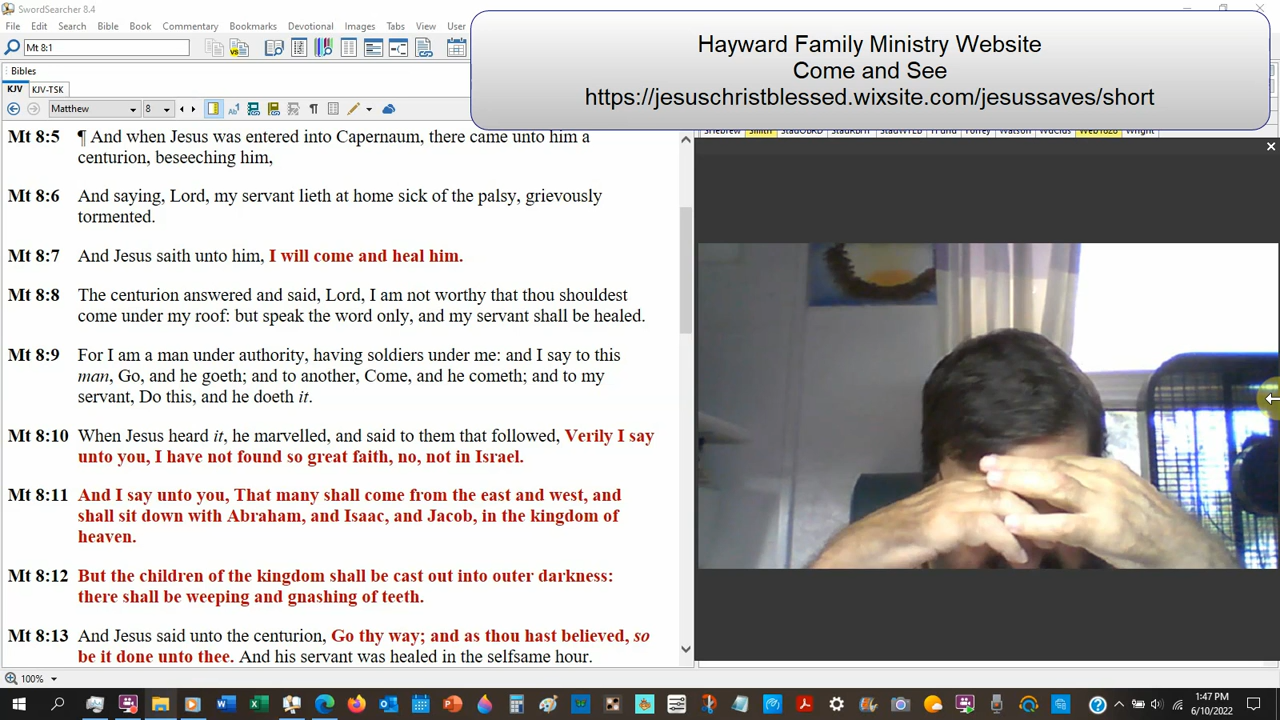 SwordSearcher 8.4
File Edit Search Bible Book Commentary Bookmarks Devotional Images Tabs View User
Mt 8:1
Hayward Family Ministry Website
Come and See
https://jesuschristblessed.wixsite.com/jesussaves/short
Bibles
KJV KJV-TSK
Matthew 8
Mt 8:5 ¶ And when Jesus was entered into Capernaum, there came unto him a
centurion, beseeching him,
Mt 8:6 And saying, Lord, my servant lieth at home sick of the palsy, grievously
tormented.
Mt 8:7 And Jesus saith unto him, I will come and heal him.
Mt 8:8 The centurion answered and said, Lord, I am not worthy that thou shouldest
come under my roof: but speak the word only, and my servant shall be healed.
Mt 8:9 For I am a man under authority, having soldiers under me: and I say to this
man, Go, and he goeth; and to another, Come, and he cometh; and to my
servant, Do this, and he doeth it.
Mt 8:10 When Jesus heard it, he marvelled, and said to them that followed, Verily I say
unto you, I have not found so great faith, no, not in Israel.
Mt 8:11 And I say unto you, That many shall come from the east and west, and
shall sit down with Abraham, and Isaac, and Jacob, in the kingdom of
heaven.
Mt 8:12 But the children of the kingdom shall be cast out into outer darkness:
there shall be weeping and gnashing of teeth.
Mt 8:13 And Jesus said unto the centurion, Go thy way; and as thou hast believed, so
be it done unto thee. And his servant was healed in the selfsame hour.
100%
1:47 PM
6/10/2022